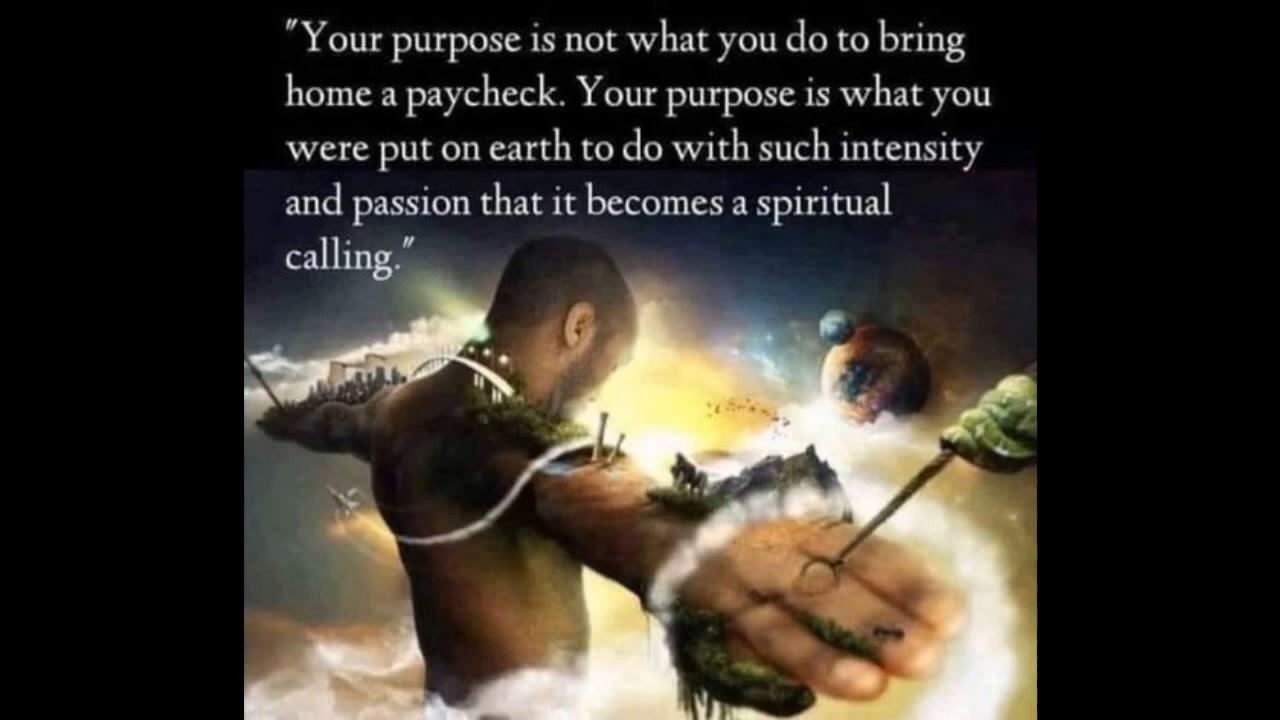 "Your purpose is not what you do to bring
home a paycheck. Your purpose is what you
were put on earth to do with such intensity
and passion that it becomes a spiritual
calling."